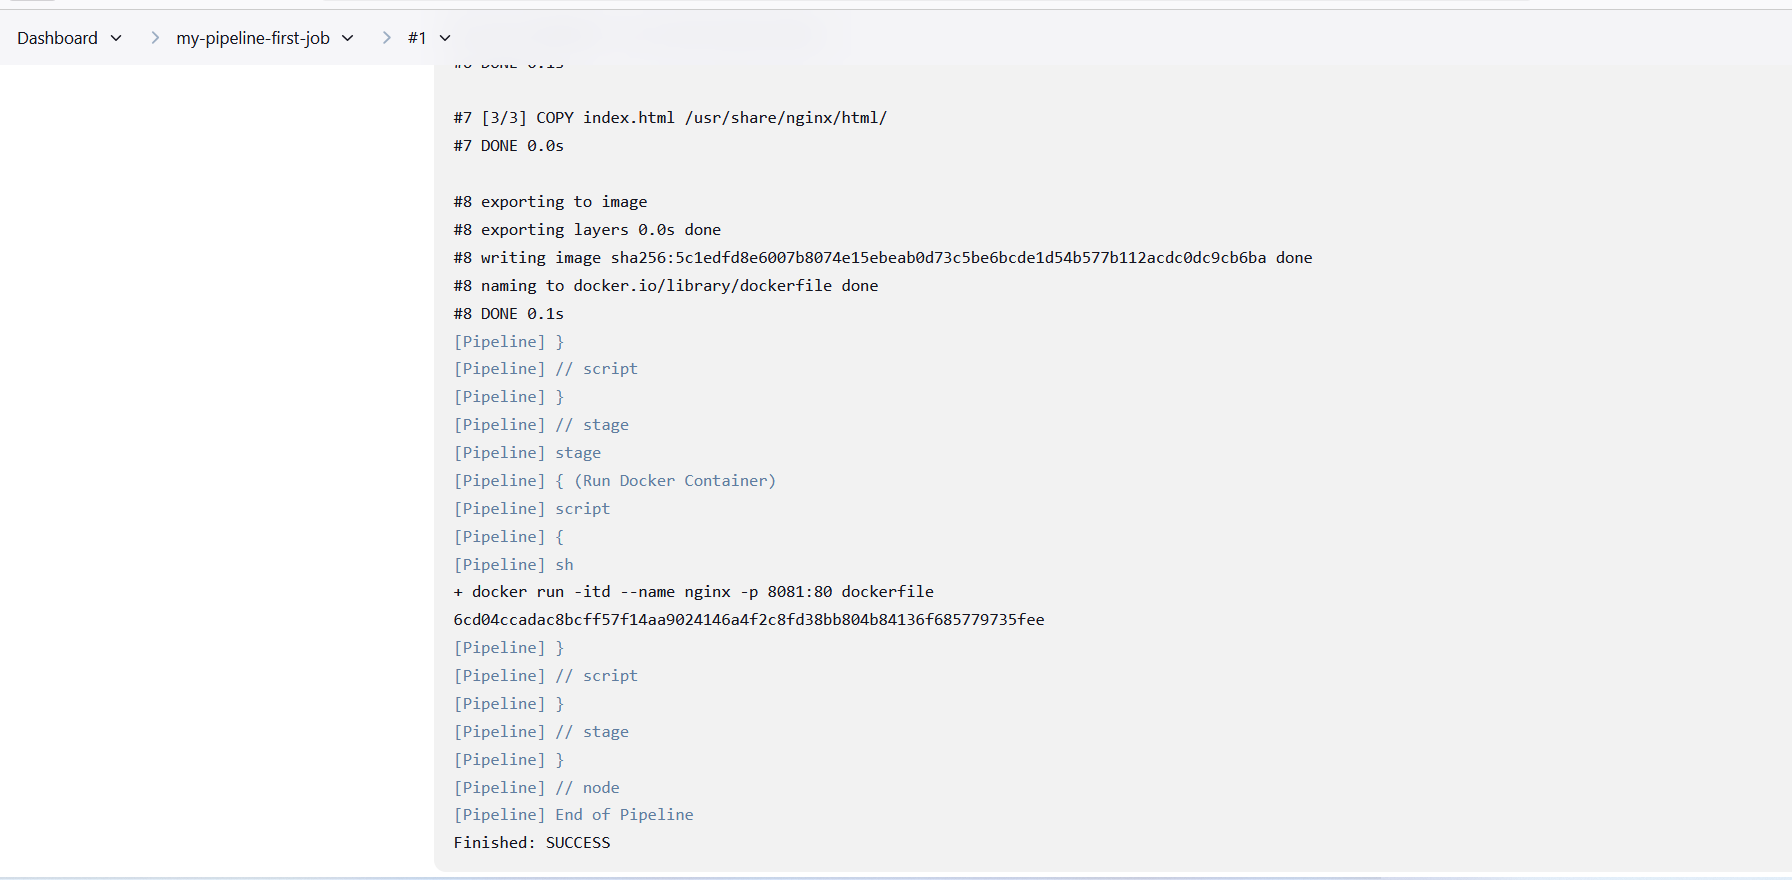 Dashboard my-pipeline-first-job #1
#6 DONE 0.1s
#7 [3/3] COPY index.html /usr/share/nginx/html/
#7 DONE 0.0s
#8 exporting to image
#8 exporting layers 0.0s done
#8 writing image sha256:5c1edfd8e6007b8074e15ebeab0d73c5be6bcde1d54b577b112acdc0dc9cb6ba done
#8 naming to docker.io/library/dockerfile done
#8 DONE 0.1s
[Pipeline] }
[Pipeline] // script
[Pipeline] }
[Pipeline] // stage
[Pipeline] stage
[Pipeline] { (Run Docker Container)
[Pipeline] script
[Pipeline] {
[Pipeline] sh
+ docker run -itd --name nginx -p 8081:80 dockerfile
6cd04ccadac8bcff57f14aa9024146a4f2c8fd38bb804b84136f685779735fee
[Pipeline] }
[Pipeline] // script
[Pipeline] }
[Pipeline] // stage
[Pipeline] }
[Pipeline] // node
[Pipeline] End of Pipeline
Finished: SUCCESS